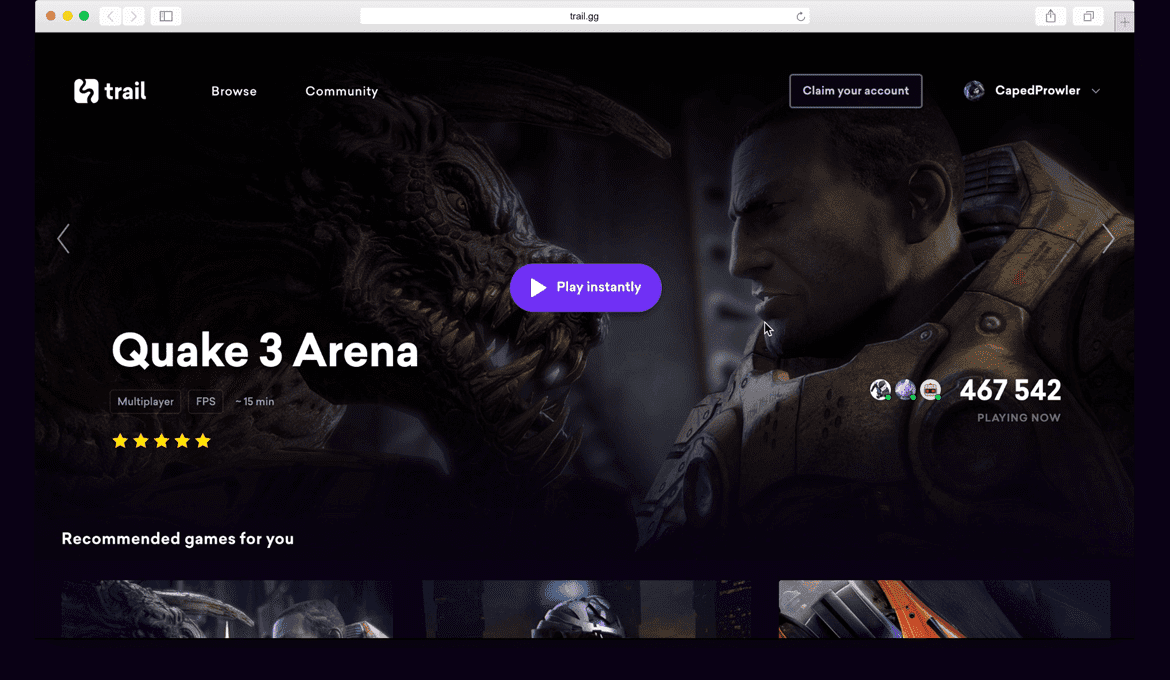 trail.gg
trail
Browse
Community
Claim your account
CapedProwler
Play instantly
Quake 3 Arena
Multiplayer
FPS
~ 15 min
467 542
PLAYING NOW
Recommended games for you